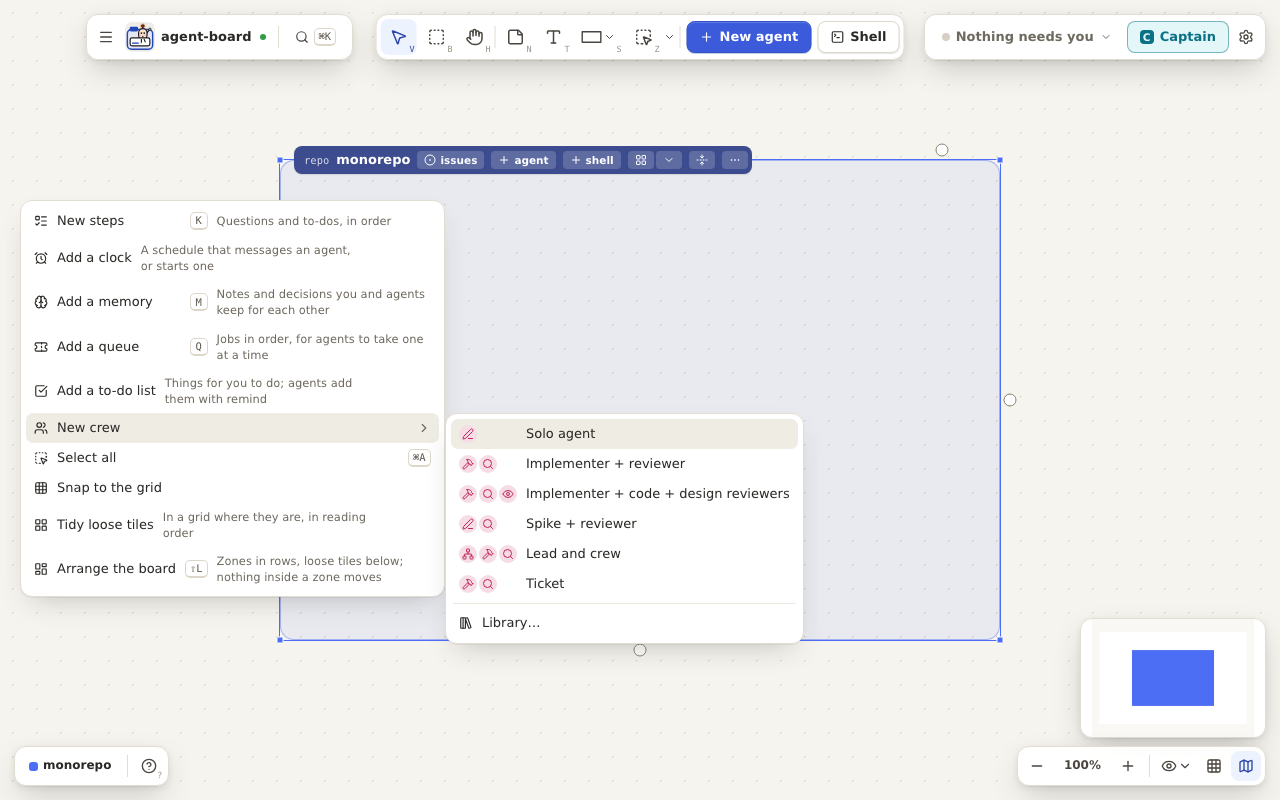 agent-board
⌘K
V
B
H
N
T
S
Z
New agent
Shell
Nothing needs you
C Captain
repo monorepo
issues
agent
shell
New steps
K
Questions and to-dos, in order
Add a clock
A schedule that messages an agent,
or starts one
Add a memory
M
Notes and decisions you and agents
keep for each other
Add a queue
Q
Jobs in order, for agents to take one
at a time
Add a to-do list
Things for you to do; agents add
them with remind
New crew
Select all
⌘A
Snap to the grid
Tidy loose tiles
In a grid where they are, in reading
order
Arrange the board
⇧L
Zones in rows, loose tiles below;
nothing inside a zone moves
Solo agent
Implementer + reviewer
Implementer + code + design reviewers
Spike + reviewer
Lead and crew
Ticket
Library…
monorepo
?
100%